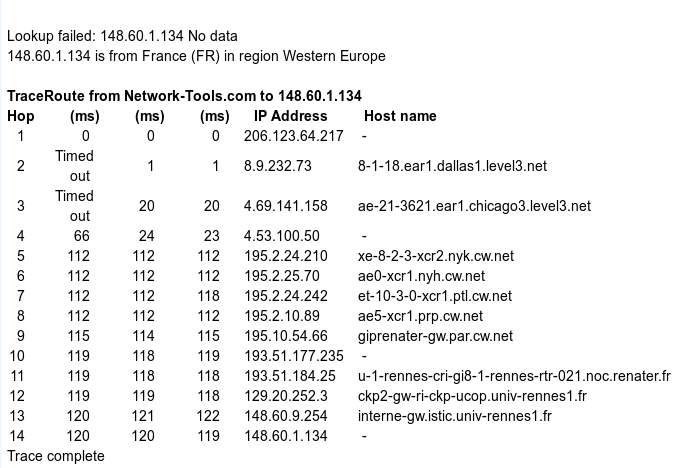 Lookup failed: 148.60.1.134 No data
148.60.1.134 is from France (FR) in region Western Europe
TraceRoute from Network-Tools.com to 148.60.1.134
Hop (ms) (ms) (ms) IP Address Host name
1 0 0 0 206.123.64.217 -
2 Timed out 1 1 8.9.232.73 8-1-18.ear1.dallas1.level3.net
3 Timed out 20 20 4.69.141.158 ae-21-3621.ear1.chicago3.level3.net
4 66 24 23 4.53.100.50 -
5 112 112 112 195.2.24.210 xe-8-2-3-xcr2.nyk.cw.net
6 112 112 112 195.2.25.70 ae0-xcr1.nyh.cw.net
7 112 112 118 195.2.24.242 et-10-3-0-xcr1.ptl.cw.net
8 112 112 112 195.2.10.89 ae5-xcr1.prp.cw.net
9 115 114 115 195.10.54.66 giprenater-gw.par.cw.net
10 119 118 119 193.51.177.235 -
11 119 118 118 193.51.184.25 u-1-rennes-cri-gi8-1-rennes-rtr-021.noc.renater.fr
12 119 119 118 129.20.252.3 ckp2-gw-ri-ckp-ucop.univ-rennes1.fr
13 120 121 122 148.60.9.254 interne-gw.istic.univ-rennes1.fr
14 120 120 119 148.60.1.134 -
Trace complete